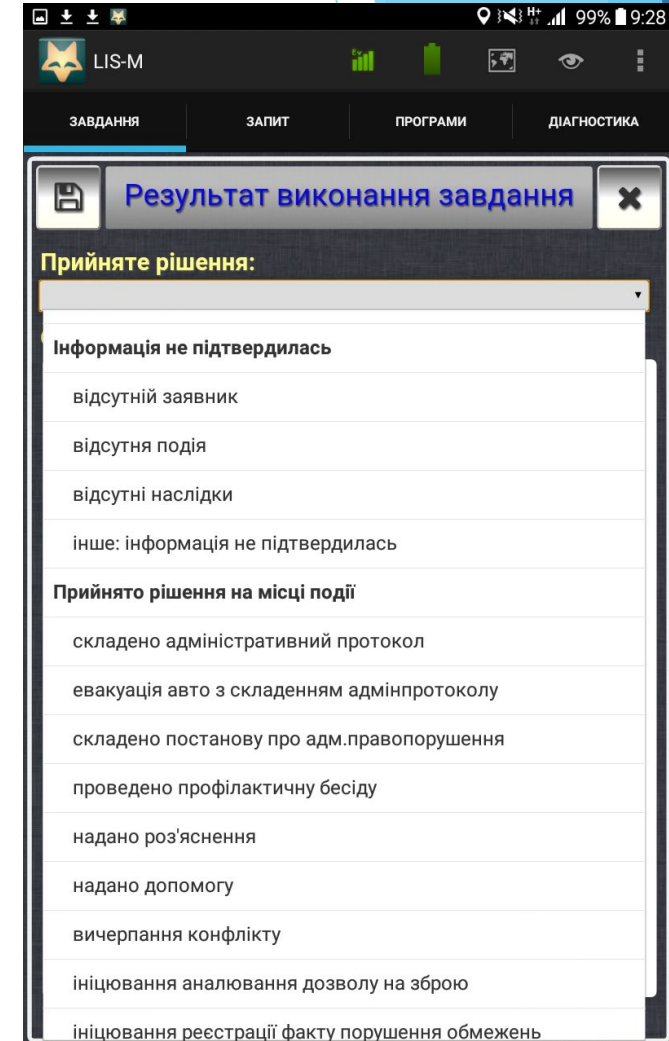 99% 9:28
LIS-M
ЗАВДАННЯ ЗАПИТ ПРОГРАМИ ДІАГНОСТИКА
Результат виконання завдання
Прийняте рішення:
Інформація не підтвердилась
відсутній заявник
відсутня подія
відсутні наслідки
інше: інформація не підтвердилась
Прийнято рішення на місці події
складено адміністративний протокол
евакуація авто з складенням адмінпротоколу
складено постанову про адм.правопорушення
проведено профілактичну бесіду
надано роз'яснення
надано допомогу
вичерпання конфлікту
ініцювання аналювання дозволу на зброю
ініцювання реєстрації факту порушення обмежень